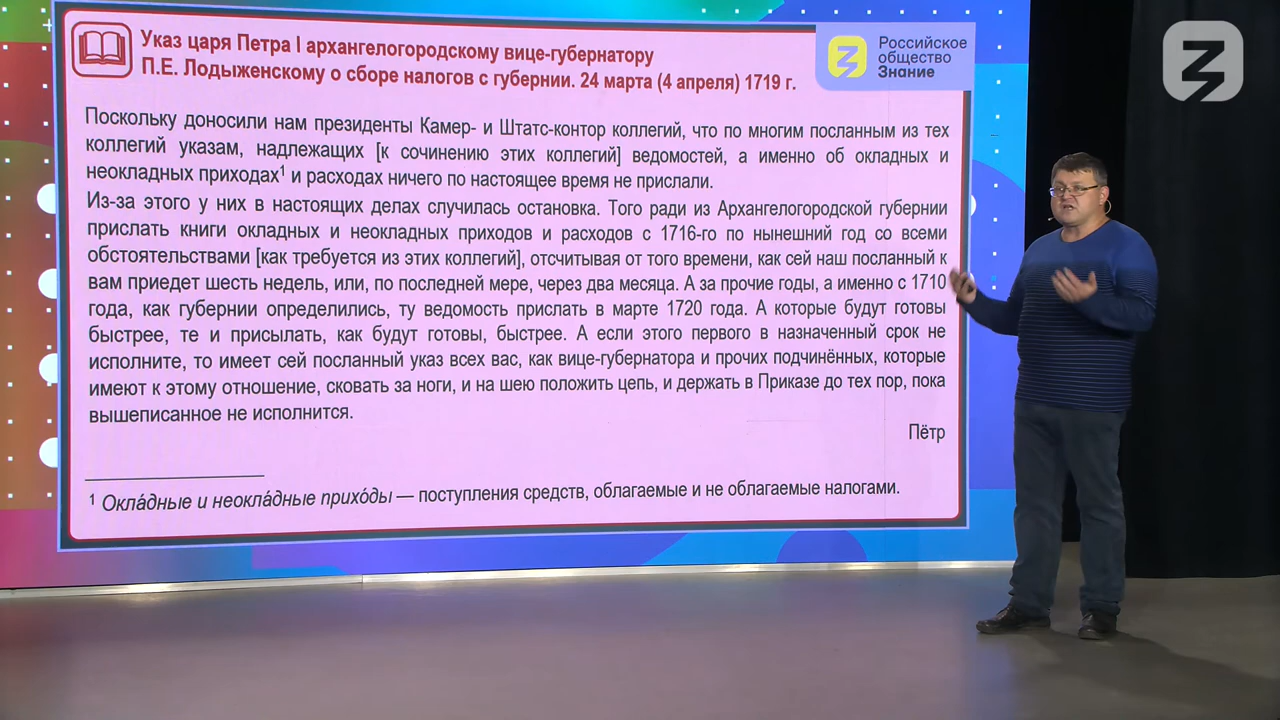 Указ царя Петра I архангелогородскому вице-губернатору
П.Е. Лодыженскому о сборе налогов с губернии. 24 марта (4 апреля) 1719 г.
Российское
общество
Знание
Поскольку доносили нам президенты Камер- и Штатс-контор коллегий, что по многим посланным из тех
коллегий указам, надлежащих [к сочинению этих коллегий] ведомостей, а именно об окладных и
неокладных приходах¹ и расходах ничего по настоящее время не прислали.
Из-за этого у них в настоящих делах случилась остановка. Того ради из Архангелогородской губернии
прислать книги окладных и неокладных приходов и расходов с 1716-го по нынешний год со всеми
обстоятельствами [как требуется из этих коллегий], отсчитывая от того времени, как сей наш посланный к
вам приедет шесть недель, или, по последней мере, через два месяца. А за прочие годы, а именно с 1710
года, как губернии определились, ту ведомость прислать в марте 1720 года. А которые будут готовы
быстрее, те и присылать, как будут готовы, быстрее. А если этого первого в назначенный срок не
исполните, то имеет сей посланный указ всех вас, как вице-губернатора и прочих подчинённых, которые
имеют к этому отношение, сковать за ноги, и на шею положить цепь, и держать в Приказе до тех пор, пока
вышеписанное не исполнится.
Пётр
¹ Окла́дные и неокла́дные прихо́ды — поступления средств, облагаемые и не облагаемые налогами.